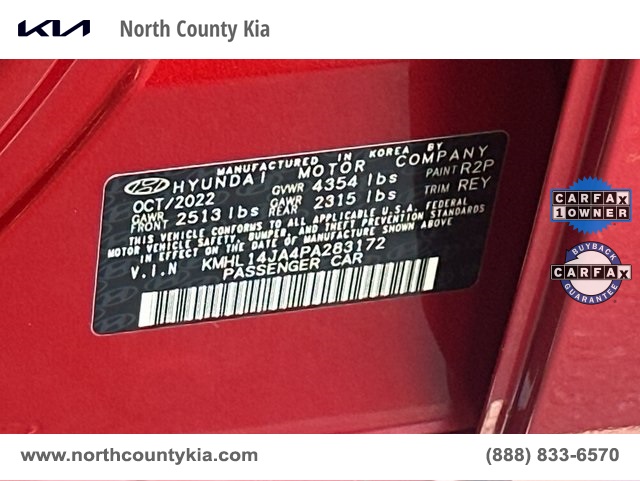 KIA North County Kia
MANUFACTURED IN KOREA BY
HYUNDAI MOTOR COMPANY
OCT/2022 GVWR 4354 lbs PAINT R2P
GAWR FRONT 2513 lbs GAWR REAR 2315 lbs TRIM REY
THIS VEHICLE CONFORMS TO ALL APPLICABLE U.S.A. FEDERAL
MOTOR VEHICLE SAFETY, BUMPER, AND THEFT PREVENTION STANDARDS
IN EFFECT ON THE DATE OF MANUFACTURE SHOWN ABOVE.
V.I.N KMHL14JA4PA283172
PASSENGER CAR
CARFAX
1 OWNER
BUYBACK
CARFAX
GUARANTEE
www.northcountykia.com (888) 833-6570